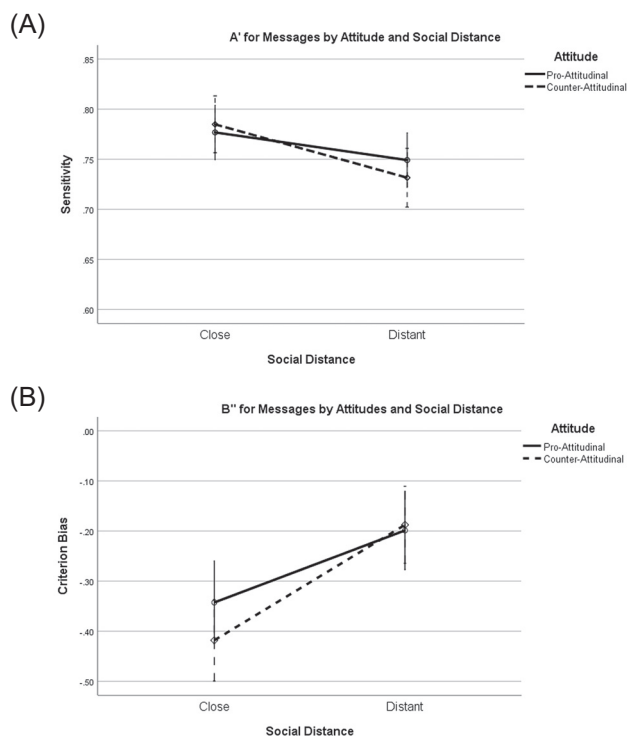 (A)
A' for Messages by Attitude and Social Distance
Attitude
Pro-Attitudinal
Counter-Attitudinal
.85
.80
.75
.70
.65
.60
Sensitivity
Close
Distant
Social Distance
(B)
B" for Messages by Attitudes and Social Distance
Attitude
Pro-Attitudinal
Counter-Attitudinal
.00
-.10
-.20
-.30
-.40
-.50
Criterion Bias
Close
Distant
Social Distance